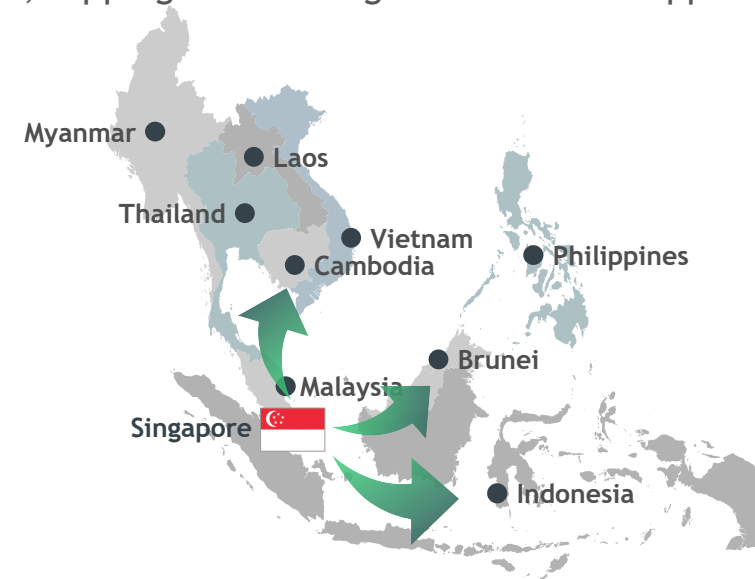 Myanmar
Laos
Thailand
Vietnam
Cambodia
Philippines
Brunei
Malaysia
Singapore
Indonesia